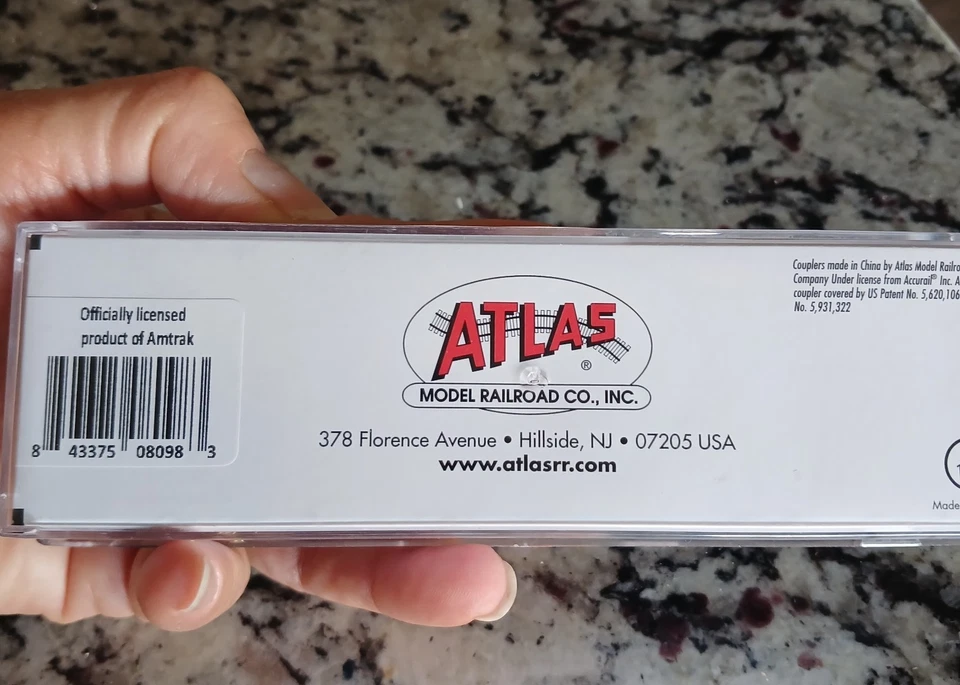 Officially licensed
product of Amtrak
8 43375 08098 3
ATLAS
®
MODEL RAILROAD CO., INC.
378 Florence Avenue • Hillside, NJ • 07205 USA
www.atlasrr.com
Couplers made in China by Atlas Model
Company Under license from Accurail® Inc.
coupler covered by US Patent No. 5,620,106
No. 5,931,322
Made